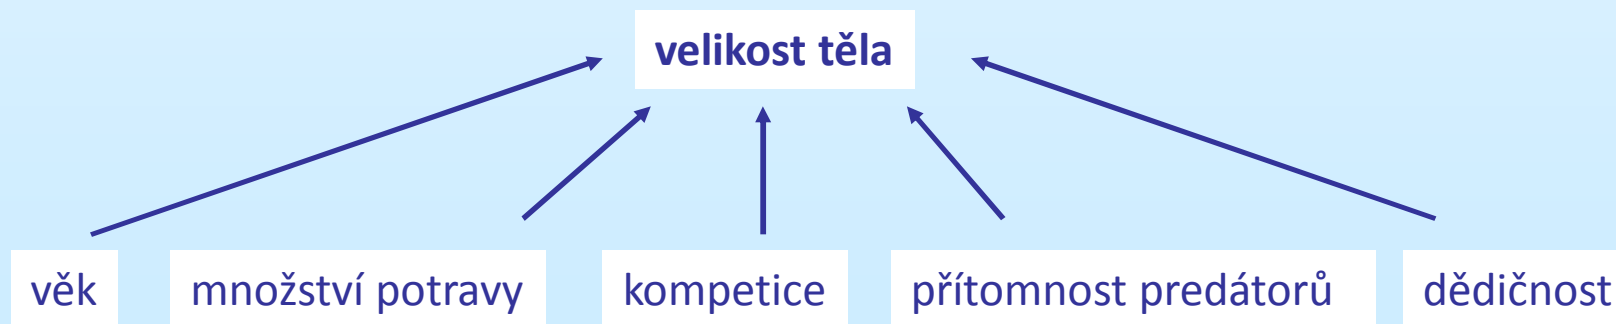 velikost těla
věk
množství potravy
kompetice
přítomnost predátorů
dědičnost